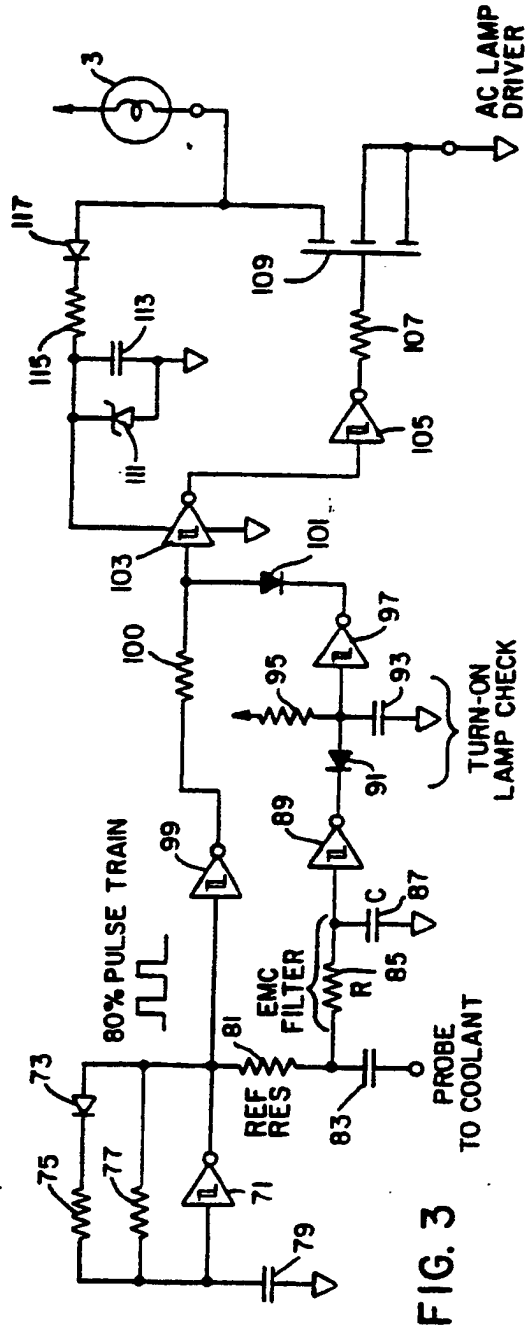 80% PULSE TRAIN
73
75
77
71
79
81
REF
RES
83
PROBE
TO COOLANT
EMC
FILTER
R
85
C
87
89
91
95
93
97
TURN-ON
LAMP CHECK
99
100
101
103
105
107
109
111
113
115
117
3
AC LAMP
DRIVER
FIG. 3